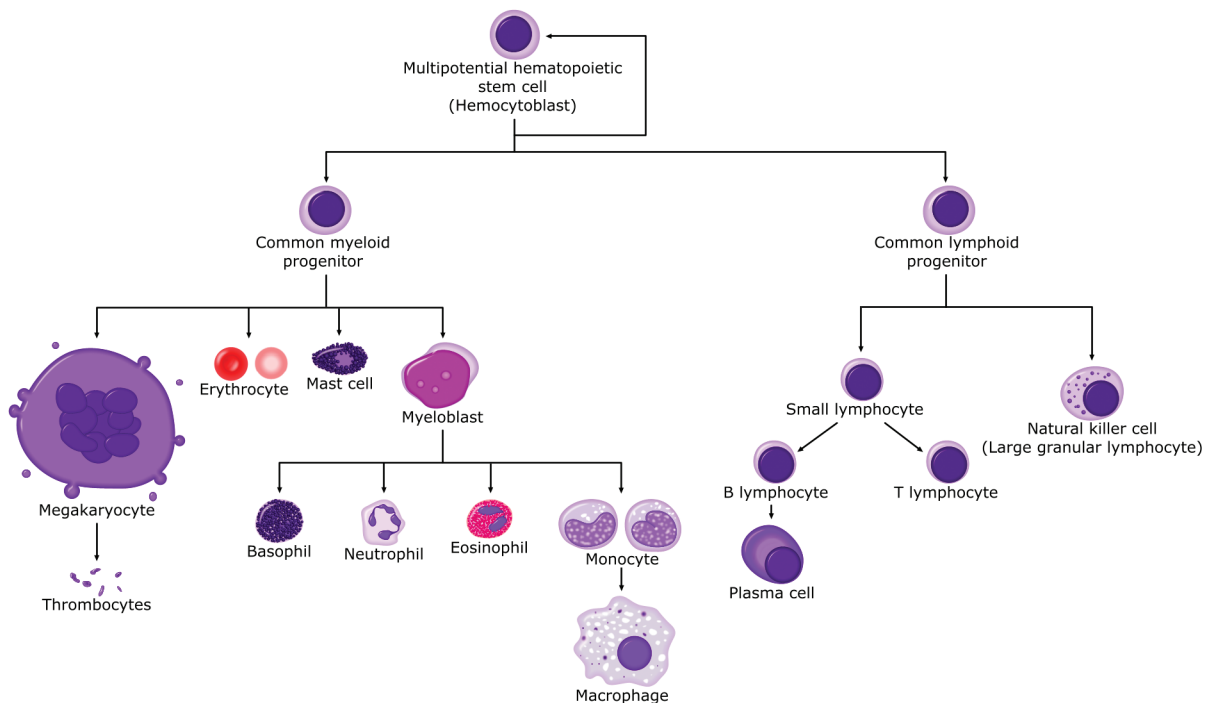 Multipotential hematopoietic
stem cell
(Hemocytoblast)
Common myeloid
progenitor
Common lymphoid
progenitor
Megakaryocyte
Erythrocyte
Mast cell
Myeloblast
Small lymphocyte
Natural killer cell
(Large granular lymphocyte)
B lymphocyte
T lymphocyte
Thrombocytes
Basophil
Neutrophil
Eosinophil
Monocyte
Plasma cell
Macrophage